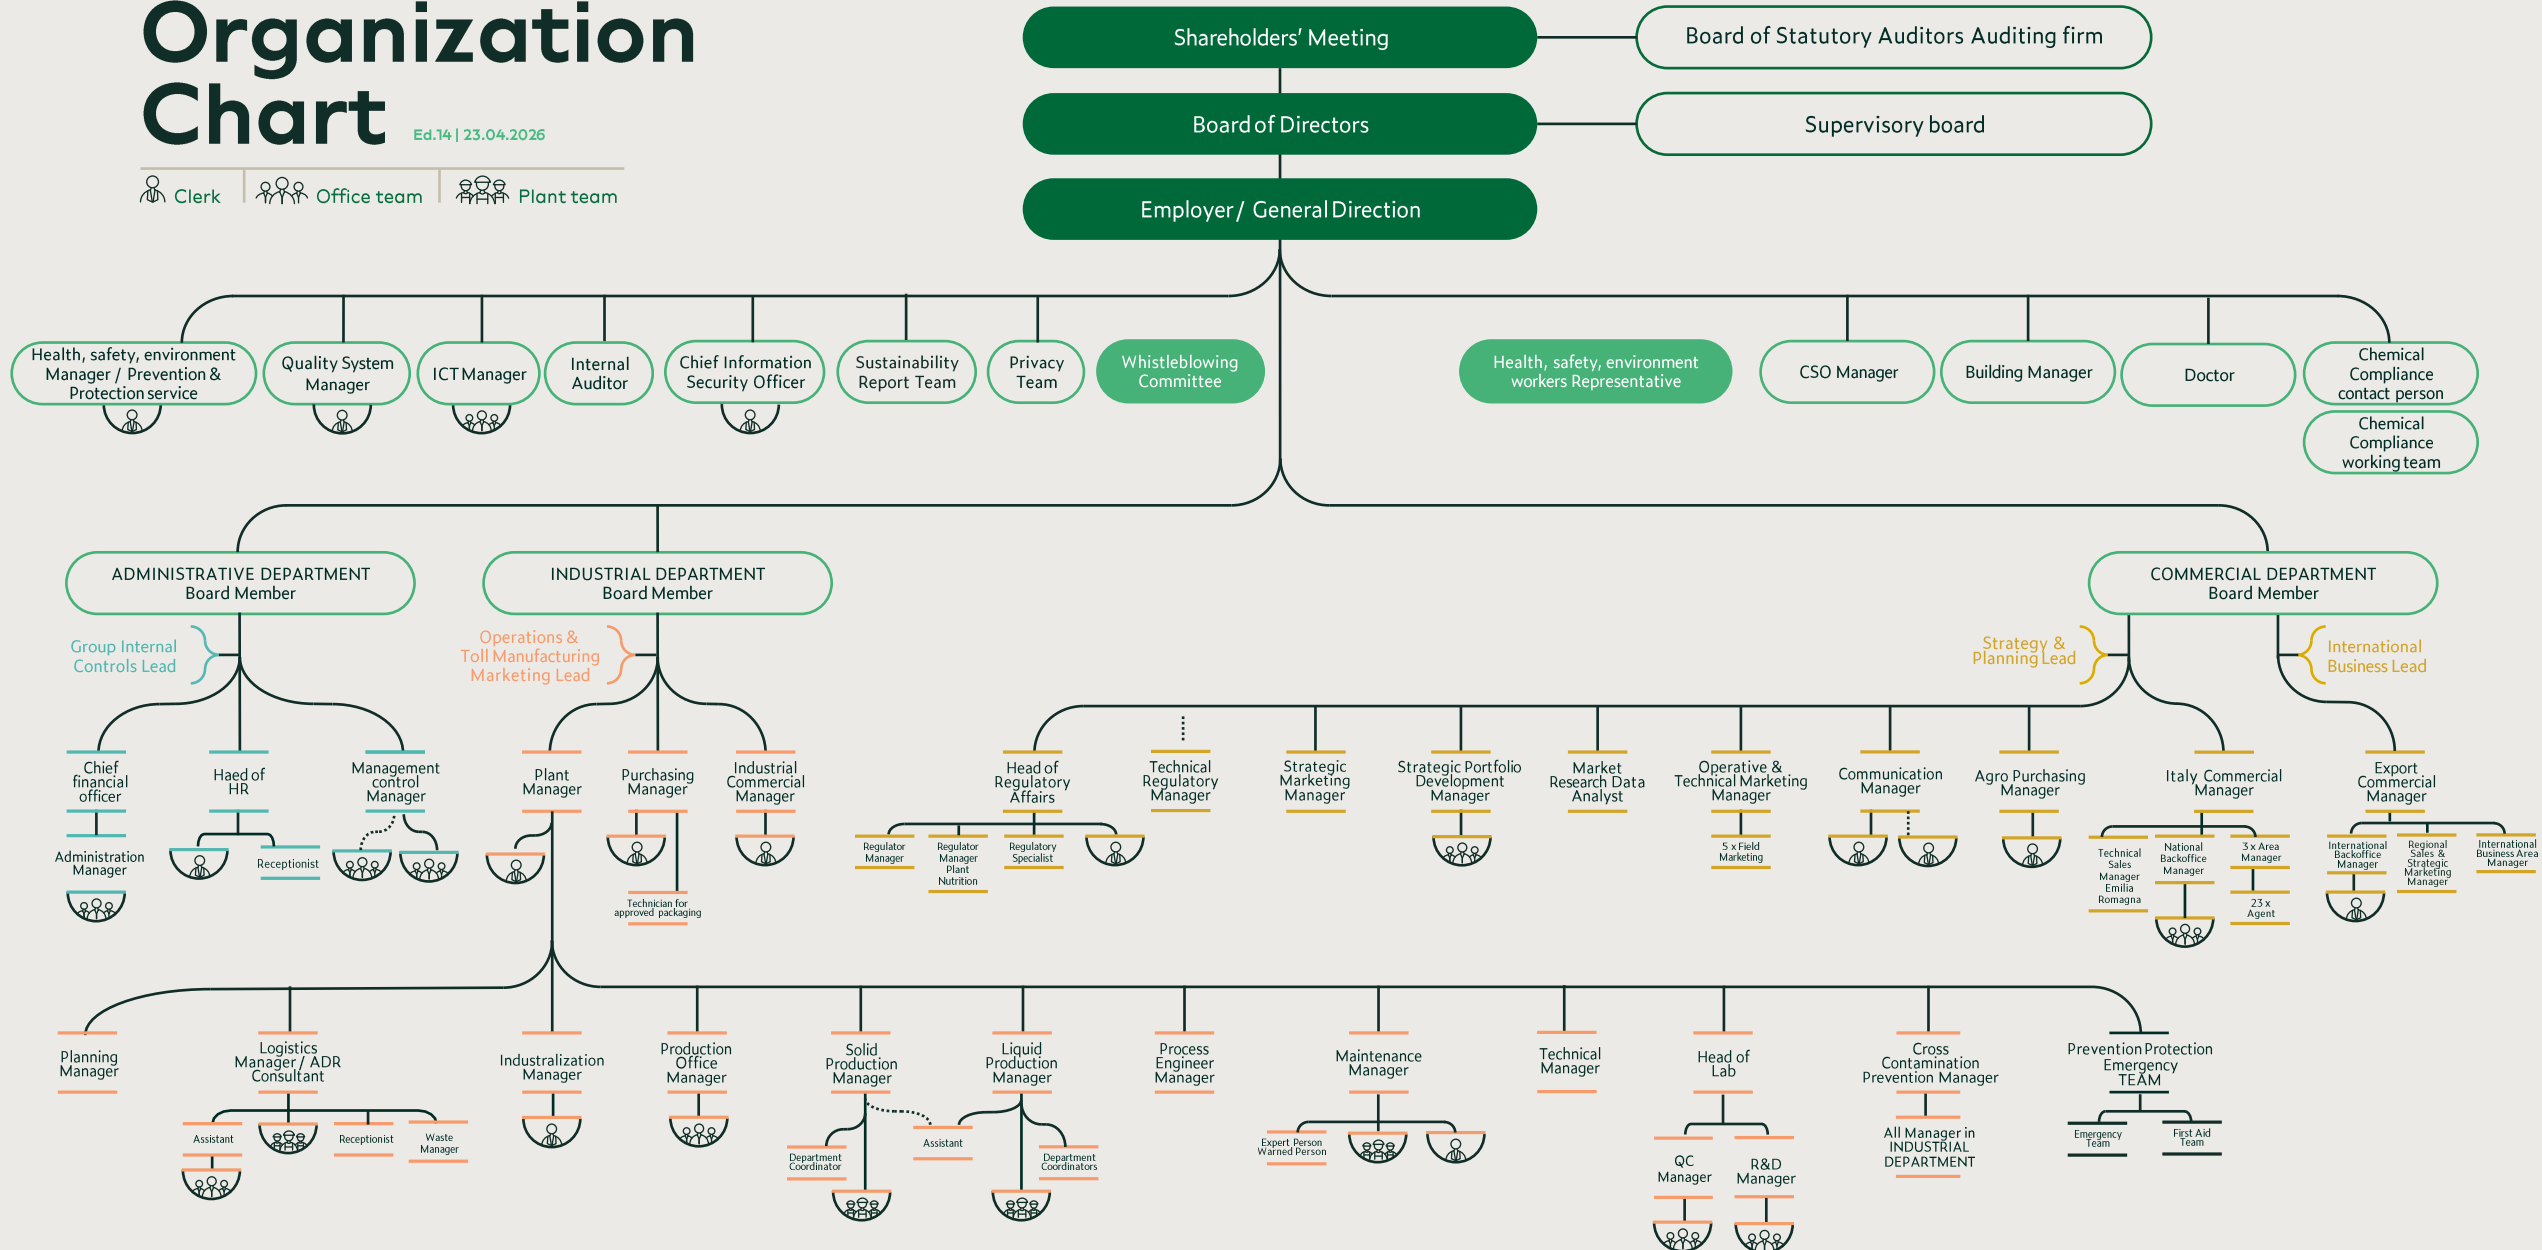 Organization
Chart
Ed.14 | 23.04.2026
Clerk
Office team
Plant team
Shareholders' Meeting
Board of Statutory Auditors Auditing firm
Board of Directors
Supervisory board
Employer / General Direction
Health, safety, environment
Manager / Prevention &
Protection service
Quality System
Manager
ICT Manager
Internal
Auditor
Chief Information
Security Officer
Sustainability
Report Team
Privacy
Team
Whistleblowing
Committee
Health, safety, environment
workers Representative
CSO Manager
Building Manager
Doctor
Chemical
Compliance
contact person
Chemical
Compliance
working team
ADMINISTRATIVE DEPARTMENT
Board Member
INDUSTRIAL DEPARTMENT
Board Member
COMMERCIAL DEPARTMENT
Board Member
Group Internal
Controls Lead
Operations &
Toll Manufacturing
Marketing Lead
Strategy &
Planning Lead
International
Business Lead
Chief
financial
officer
Haed of
HR
Management
control
Manager
Plant
Manager
Purchasing
Manager
Industrial
Commercial
Manager
Head of
Regulatory
Affairs
Technical
Regulatory
Manager
Strategic
Marketing
Manager
Strategic Portfolio
Development
Manager
Market
Research Data
Analyst
Operative &
Technical Marketing
Manager
Communication
Manager
Agro Purchasing
Manager
Italy Commercial
Manager
Export
Commercial
Manager
Administration
Manager
Receptionist
Technician for
approved packaging
Regulator
Manager
Regulator
Manager
Plant
Nutrition
Regulatory
Specialist
5 x Field
Marketing
Technical
Sales
Manager
Emilia
Romagna
National
Backoffice
Manager
3 x Area
Manager
23 x
Agent
International
Backoffice
Manager
Regional
Sales &
Strategic
Marketing
Manager
International
Business Area
Manager
Planning
Manager
Logistics
Manager / ADR
Consultant
Industralization
Manager
Production
Office
Manager
Solid
Production
Manager
Liquid
Production
Manager
Process
Engineer
Manager
Maintenance
Manager
Technical
Manager
Head of
Lab
Cross
Contamination
Prevention Manager
Prevention Protection
Emergency
TEAM
Assistant
Receptionist
Waste
Manager
Department
Coordinator
Assistant
Department
Coordinators
Expert Person
Warned Person
QC
Manager
R&D
Manager
All Manager in
INDUSTRIAL
DEPARTMENT
Emergency
Team
First Aid
Team